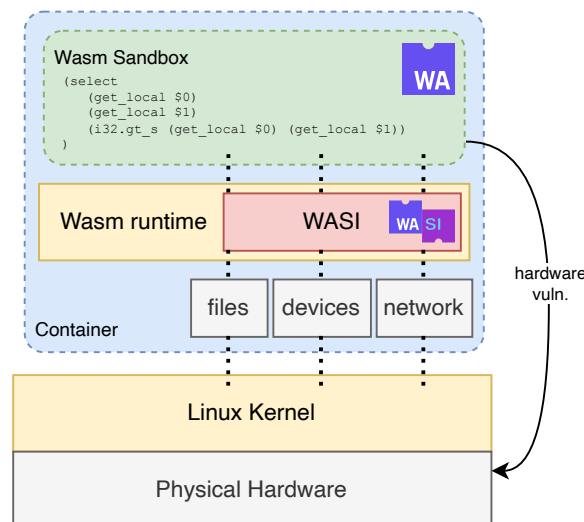 Wasm Sandbox
WA
(select
(get_local $0)
(get_local $1)
(i32.gt_s (get_local $0) (get_local $1))
)
Wasm runtime
WASI
WA
SI
hardware
vuln.
files
devices
network
Container
Linux Kernel
Physical Hardware